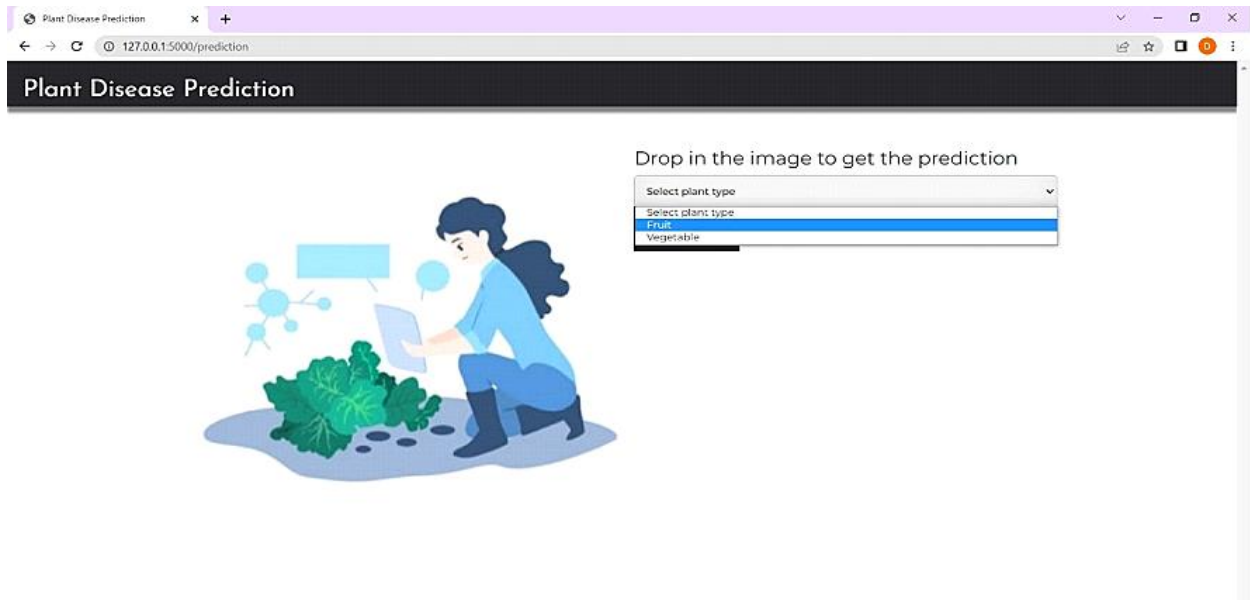 Plant Disease Prediction
127.0.0.1:5000/prediction
D
Plant Disease Prediction
Drop in the image to get the prediction
Select plant type
Select plant type
Fruit
Vegetable